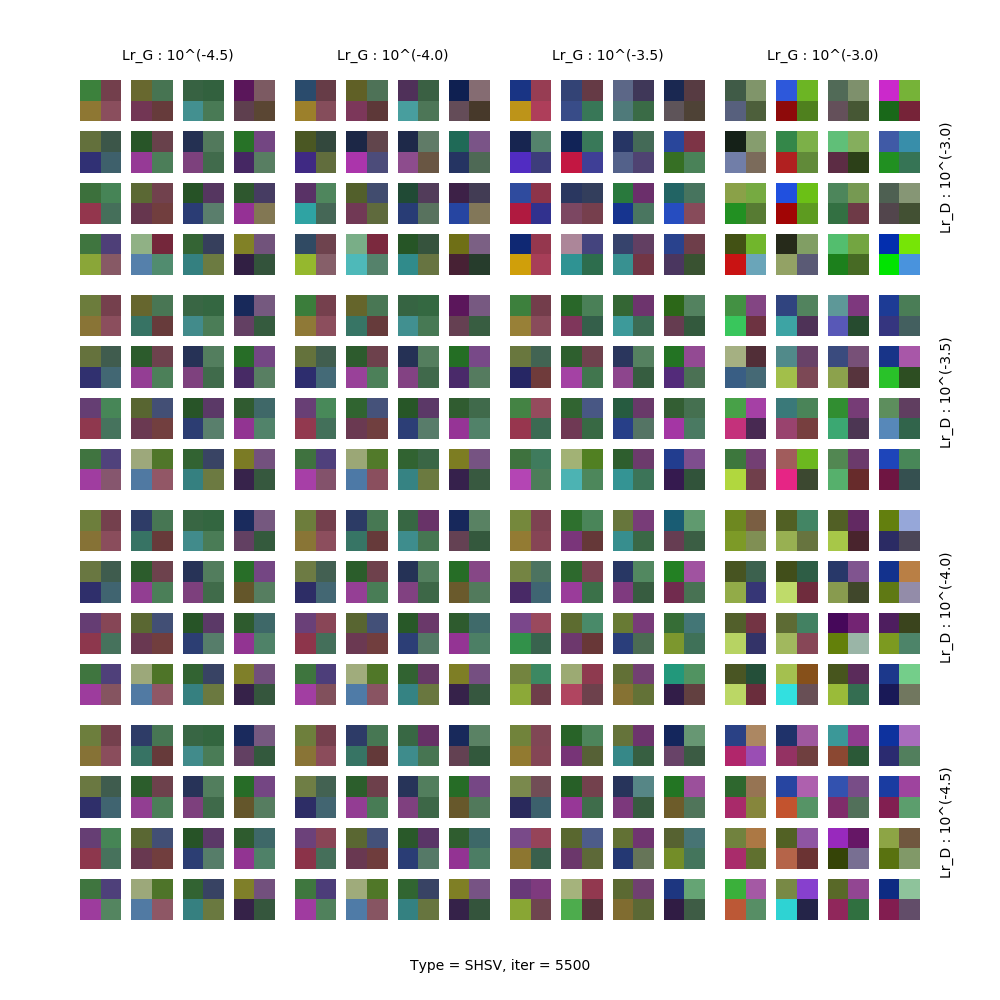 Lr_G : 10^(-4.5)
Lr_G : 10^(-4.0)
Lr_G : 10^(-3.5)
Lr_G : 10^(-3.0)
Lr_D : 10^(-3.0)
Lr_D : 10^(-3.5)
Lr_D : 10^(-4.0)
Lr_D : 10^(-4.5)
Type = SHSV, iter = 5500